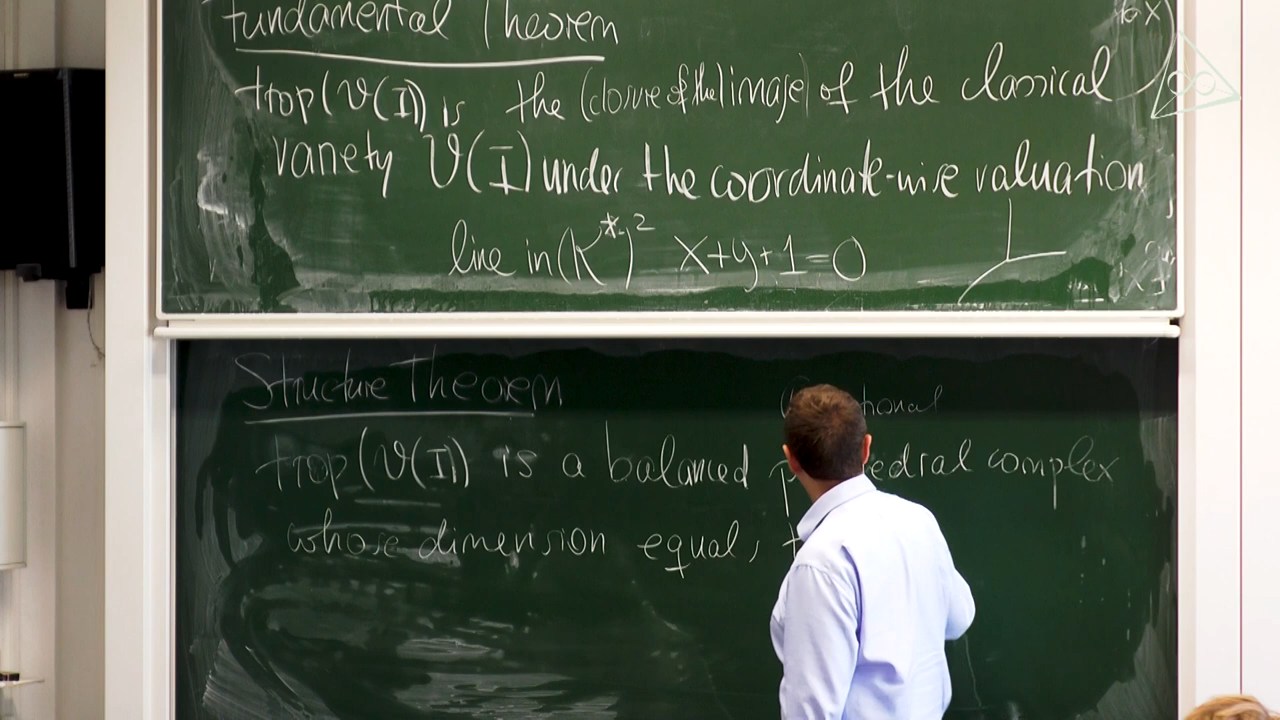 Fundamental Theorem
trop(V(I)) is the (closure of the) image of the classical
variety V(I) under the coordinate-wise valuation
line in (K*)² x+y+1=0
Structure Theorem
trop(V(I)) is a balanced complex
whose dimension equals